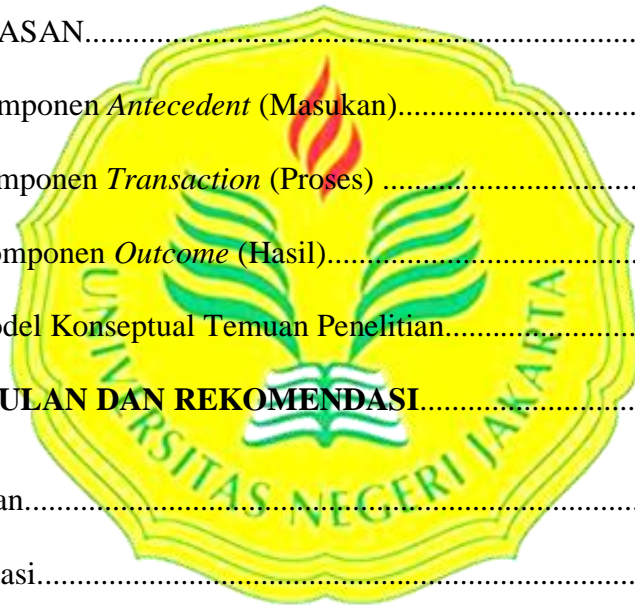 ASAN.....................................................................
mponen Antecedent (Masukan)...............................
mponen Transaction (Proses) .................................
omponen Outcome (Hasil).........................................
odel Konseptual Temuan Penelitian.........................
ULAN DAN REKOMENDASI............................
an.............................................................................
asi...........................................................................
UNIVERSITAS NEGERI JAKARTA